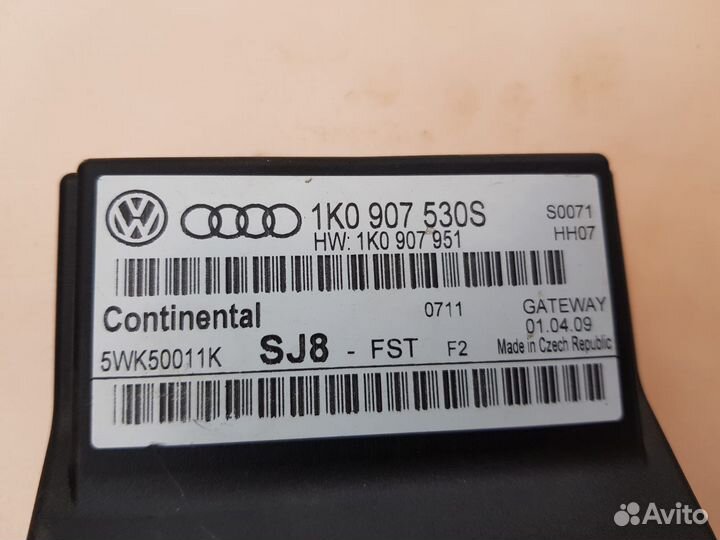 1K0 907 530S
S0071
HW: 1K0 907 951
HH07
Continental
0711
GATEWAY
01.04.09
5WK50011K
SJ8 - FST F2
Made in Czech Republic
Avito